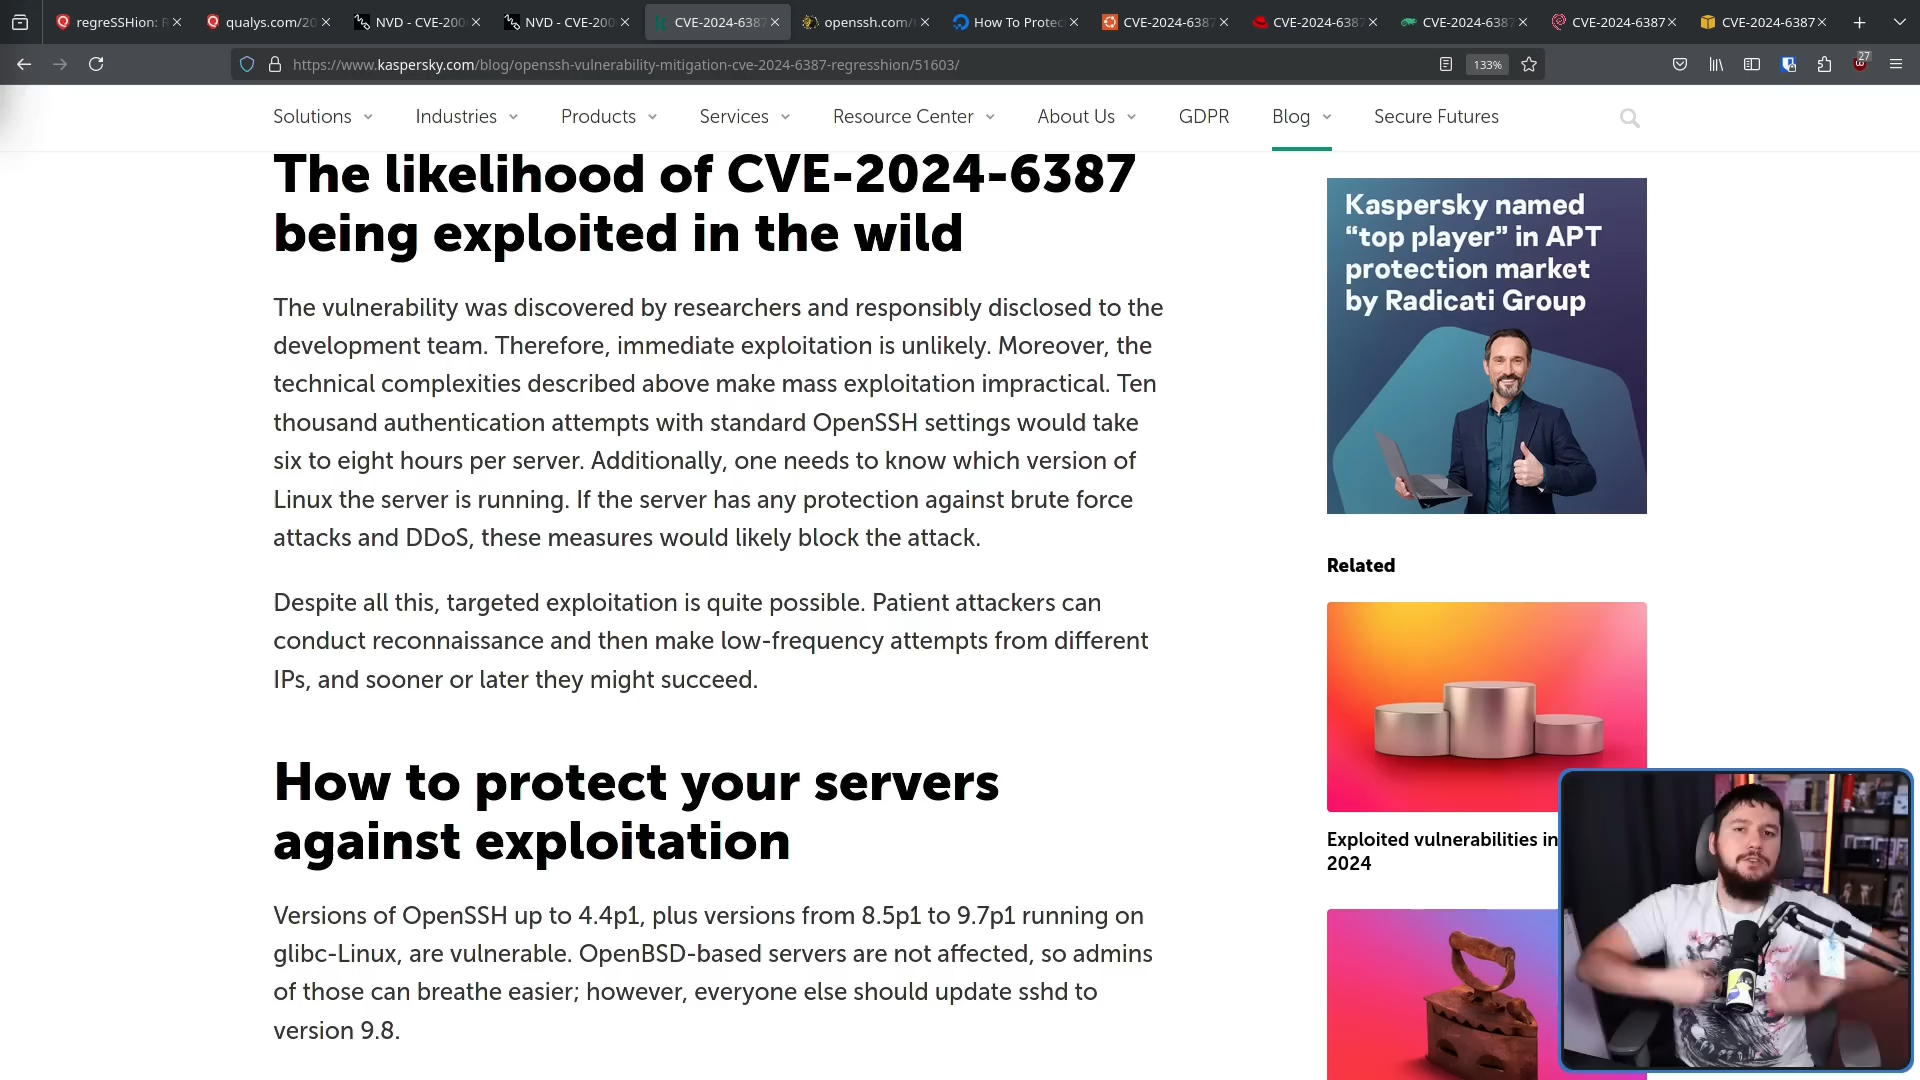 regreSSHion: R
qualys.com/20
NVD - CVE-200
NVD - CVE-200
CVE-2024-6387
openssh.com/
How To Protec
CVE-2024-6387
CVE-2024-6387
CVE-2024-6387
CVE-2024-6387
CVE-2024-6387
https://www.kaspersky.com/blog/openssh-vulnerability-mitigation-cve-2024-6387-regresshion/51603/
133%
27
Solutions
Industries
Products
Services
Resource Center
About Us
GDPR
Blog
Secure Futures
The likelihood of CVE-2024-6387
being exploited in the wild
The vulnerability was discovered by researchers and responsibly disclosed to the
development team. Therefore, immediate exploitation is unlikely. Moreover, the
technical complexities described above make mass exploitation impractical. Ten
thousand authentication attempts with standard OpenSSH settings would take
six to eight hours per server. Additionally, one needs to know which version of
Linux the server is running. If the server has any protection against brute force
attacks and DDoS, these measures would likely block the attack.
Despite all this, targeted exploitation is quite possible. Patient attackers can
conduct reconnaissance and then make low-frequency attempts from different
IPs, and sooner or later they might succeed.
How to protect your servers
against exploitation
Versions of OpenSSH up to 4.4p1, plus versions from 8.5p1 to 9.7p1 running on
glibc-Linux, are vulnerable. OpenBSD-based servers are not affected, so admins
of those can breathe easier; however, everyone else should update sshd to
version 9.8.
Kaspersky named
“top player” in APT
protection market
by Radicati Group
Related
Exploited vulnerabilities in
2024